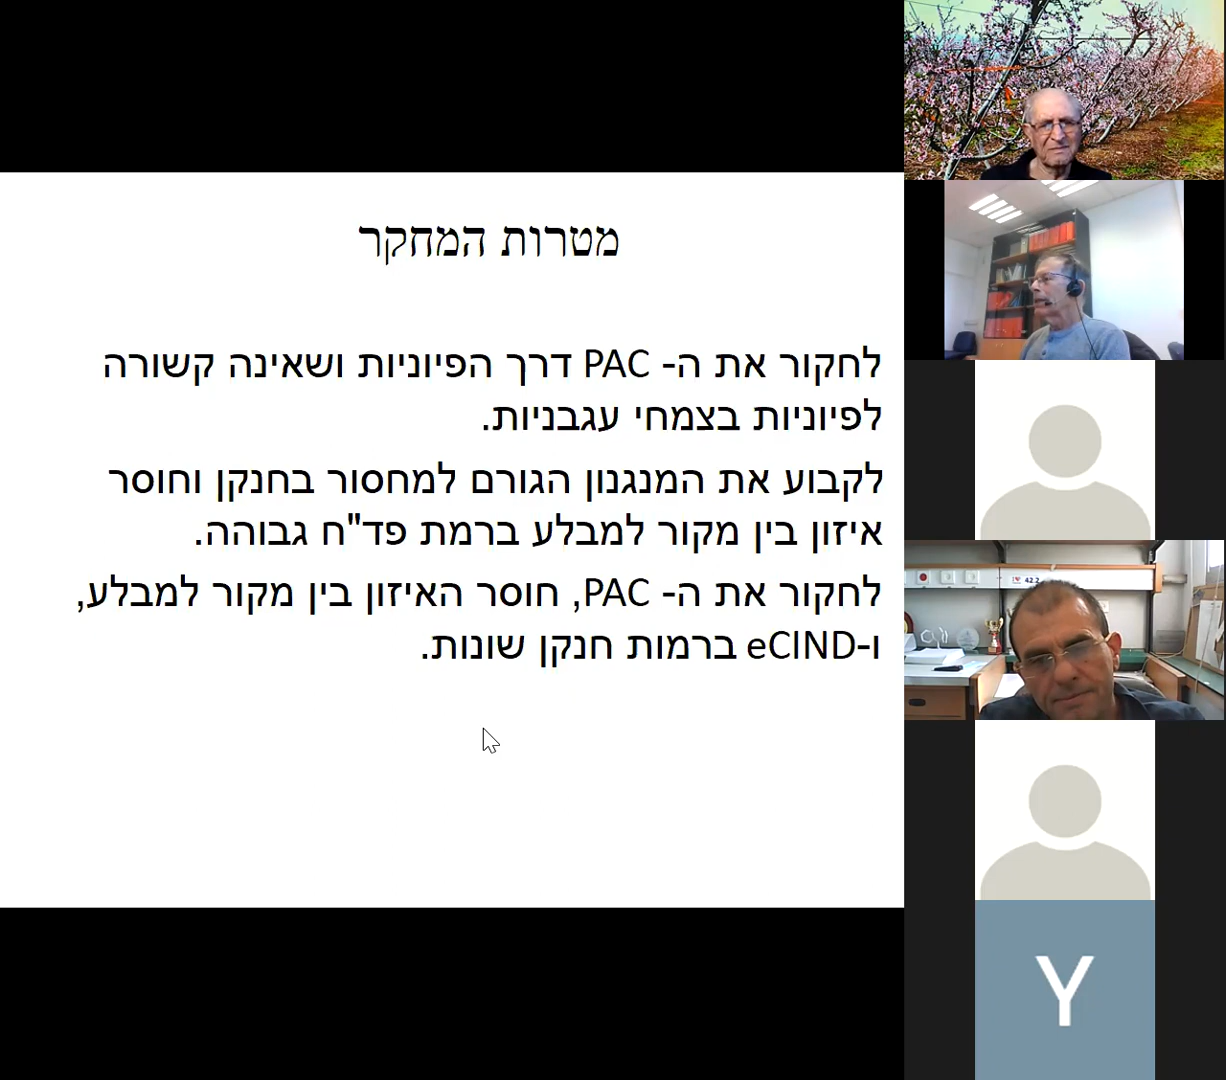 מטרות המחקר
לחקור את ה- PAC דרך הפיוניות ושאינה קשורה
לפיוניות בצמחי עגבניות.
לקבוע את המנגנון הגורם למחסור בחנקן וחוסר
איזון בין מקור למבלע ברמת פד"ח גבוהה.
לחקור את ה- PAC, חוסר האיזון בין מקור למבלע,
ו-eCIND ברמות חנקן שונות.
42.2
Y